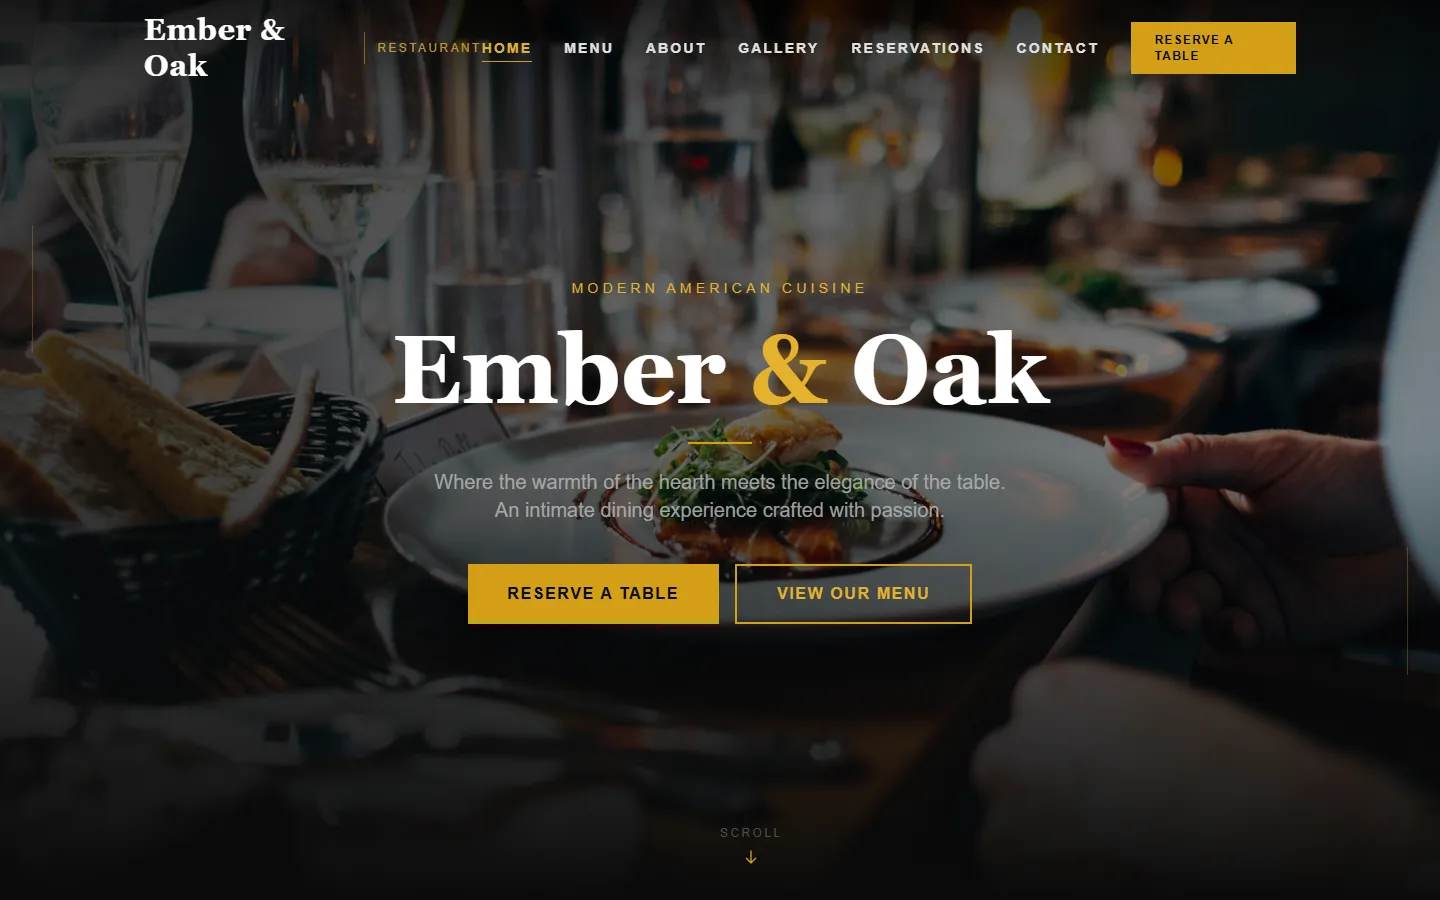 Ember &
Oak
RESTAURANT
HOME MENU ABOUT GALLERY RESERVATIONS CONTACT
RESERVE A
TABLE
MODERN AMERICAN CUISINE
Ember & Oak
Where the warmth of the hearth meets the elegance of the table.
An intimate dining experience crafted with passion.
RESERVE A TABLE
VIEW OUR MENU
SCROLL